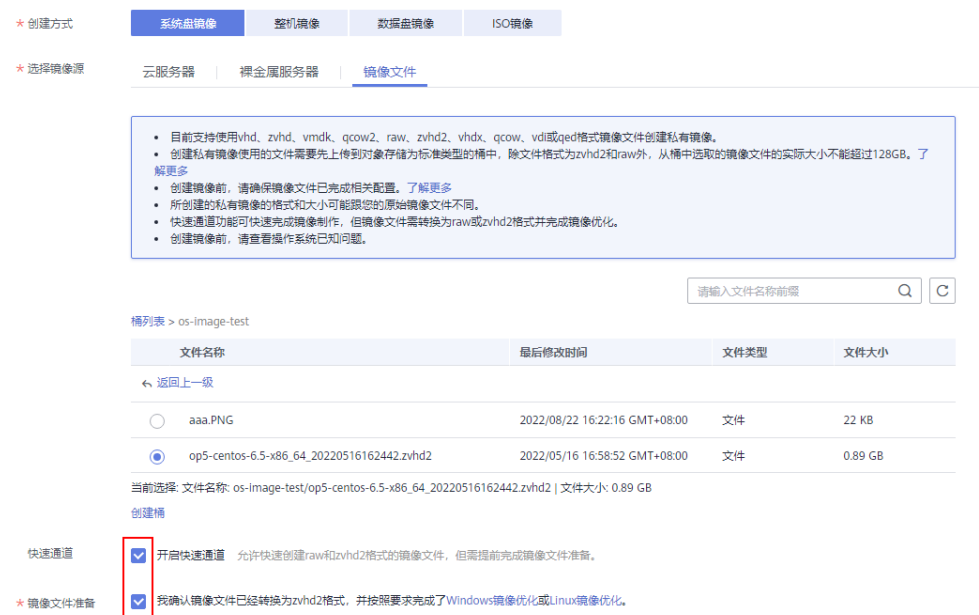 * 创建方式 系统盘镜像 整机镜像 数据盘镜像 ISO镜像
* 选择镜像源 云服务器 裸金属服务器 镜像文件
• 目前支持使用vhd、zvhd、vmdk、qcow2、raw、zvhd2、vhdx、qcow、vdi或qed格式镜像文件创建私有镜像。
• 创建私有镜像使用的文件需要先上传到对象存储为标准类型的桶中，除文件格式为zvhd2和raw外，从桶中选取的镜像文件的实际大小不能超过128GB。了
解更多
• 创建镜像前，请确保镜像文件已完成相关配置。了解更多
• 所创建的私有镜像的格式和大小可能跟您的原始镜像文件不同。
• 快速通道功能可快速完成镜像制作，但镜像文件需转换为raw或zvhd2格式并完成镜像优化。
• 创建镜像前，请查看操作系统已知问题。
请输入文件名称前缀
桶列表 > os-image-test
文件名称 最后修改时间 文件类型 文件大小
返回上一级
aaa.PNG 2022/08/22 16:22:16 GMT+08:00 文件 22 KB
op5-centos-6.5-x86_64_20220516162442.zvhd2 2022/05/16 16:58:52 GMT+08:00 文件 0.89 GB
当前选择: 文件名称: os-image-test/op5-centos-6.5-x86_64_20220516162442.zvhd2 | 文件大小: 0.89 GB
创建桶
快速通道 开启快速通道 允许快速创建raw和zvhd2格式的镜像文件，但需提前完成镜像文件准备。
* 镜像文件准备 我确认镜像文件已经转换为zvhd2格式，并按照要求完成了Windows镜像优化或Linux镜像优化。